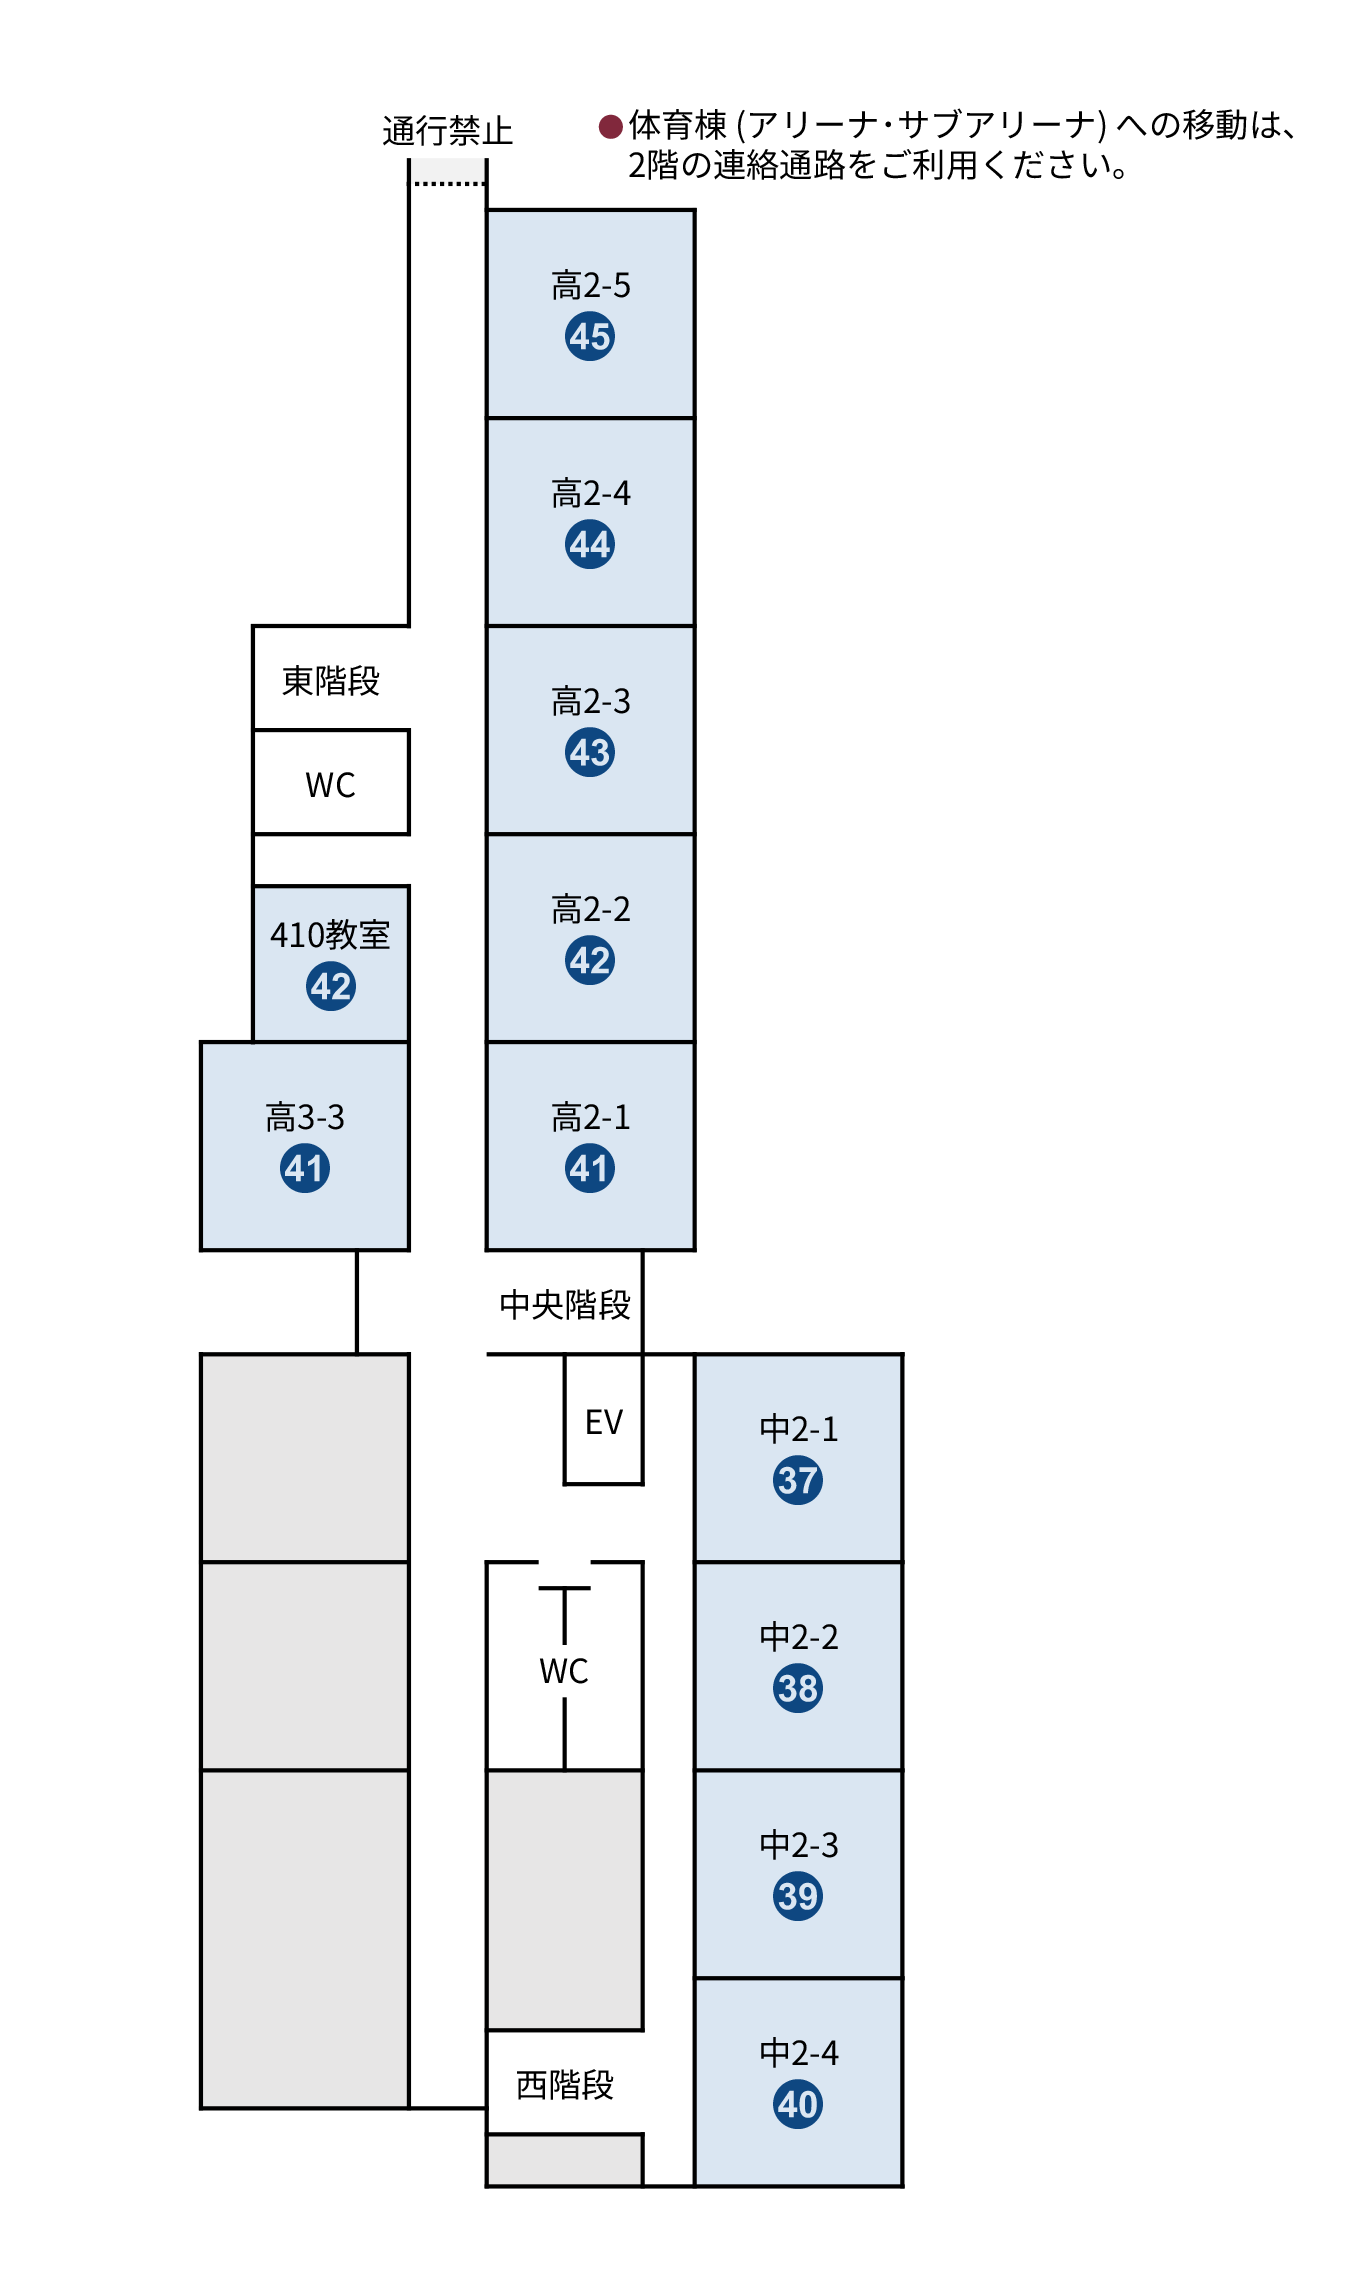 通行禁止
●体育棟 (アリーナ・サブアリーナ) への移動は、
2階の連絡通路をご利用ください。
高2-5
45
高2-4
44
東階段
高2-3
43
WC
高2-2
42
410教室
42
高3-3
41
高2-1
41
中央階段
EV
中2-1
37
中2-2
38
WC
中2-3
39
西階段
中2-4
40